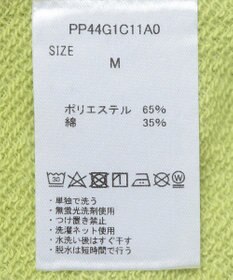 PP44G1C11A0
SIZE
M
ポリエステル 65%
綿 35%
・単独で洗う
・無蛍光洗剤使用
・つけ置き禁止
・洗濯ネット使用
・水洗い後はすぐ干す
・脱水は短時間で